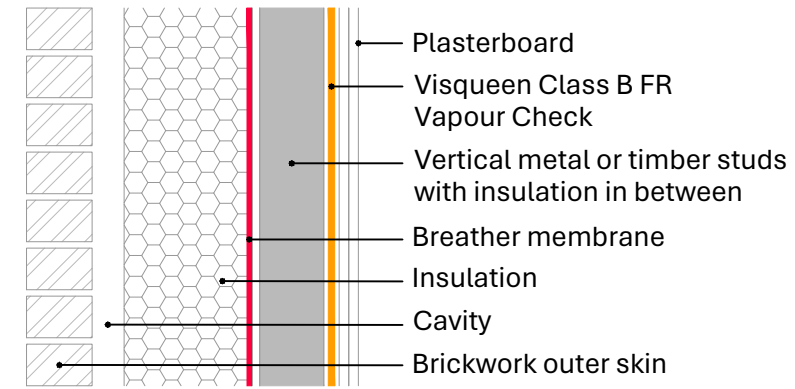 Plasterboard
Visqueen Class B FR
Vapour Check
Vertical metal or timber studs
with insulation in between
Breather membrane
Insulation
Cavity
Brickwork outer skin